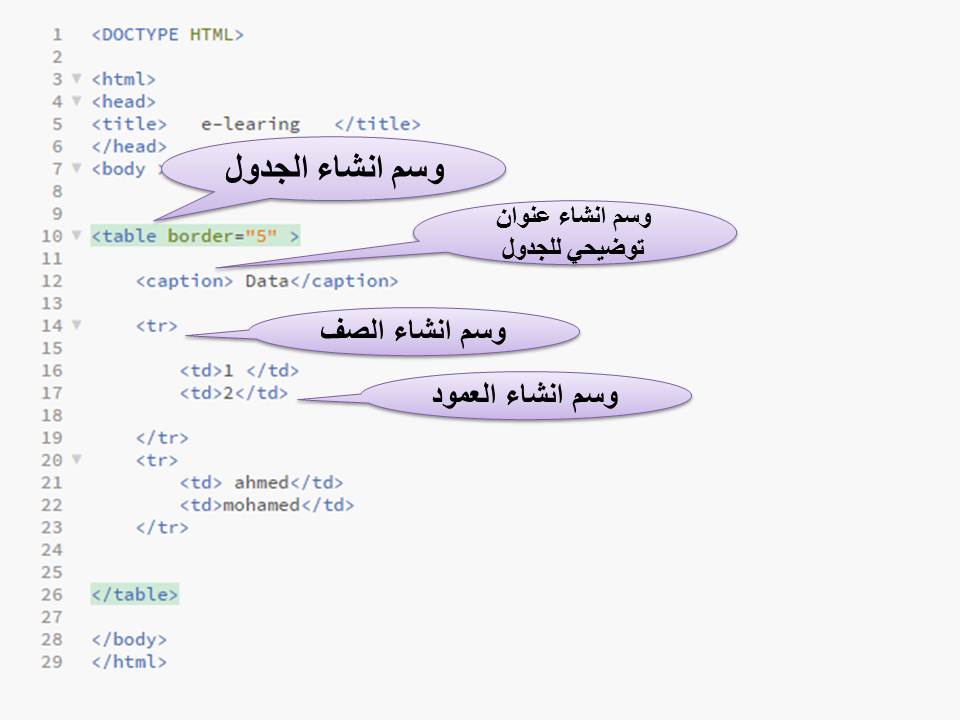 1 <DOCTYPE HTML>
2
3 <html>
4 <head>
5 <title> e-learing </title>
6 </head>
7 <body >
وسم انشاء الجدول
8
9
وسم انشاء عنوان
توضيحي للجدول
10 <table border="5" >
11
12 <caption> Data</caption>
13
14 <tr>
وسم انشاء الصف
15
16 <td>1 </td>
17 <td>2</td>
وسم انشاء العمود
18
19 </tr>
20 <tr>
21 <td> ahmed</td>
22 <td>mohamed</td>
23 </tr>
24
25
26 </table>
27
28 </body>
29 </html>